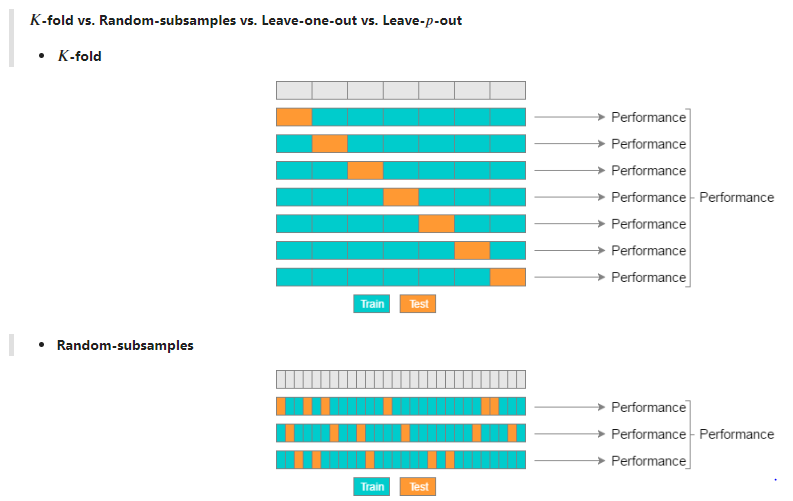 K-fold vs. Random-subsamples vs. Leave-one-out vs. Leave-p-out
• K-fold
Performance
Performance
Performance
Performance Performance
Performance
Performance
Performance
Train Test
• Random-subsamples
Performance
Performance Performance
Performance
Train Test